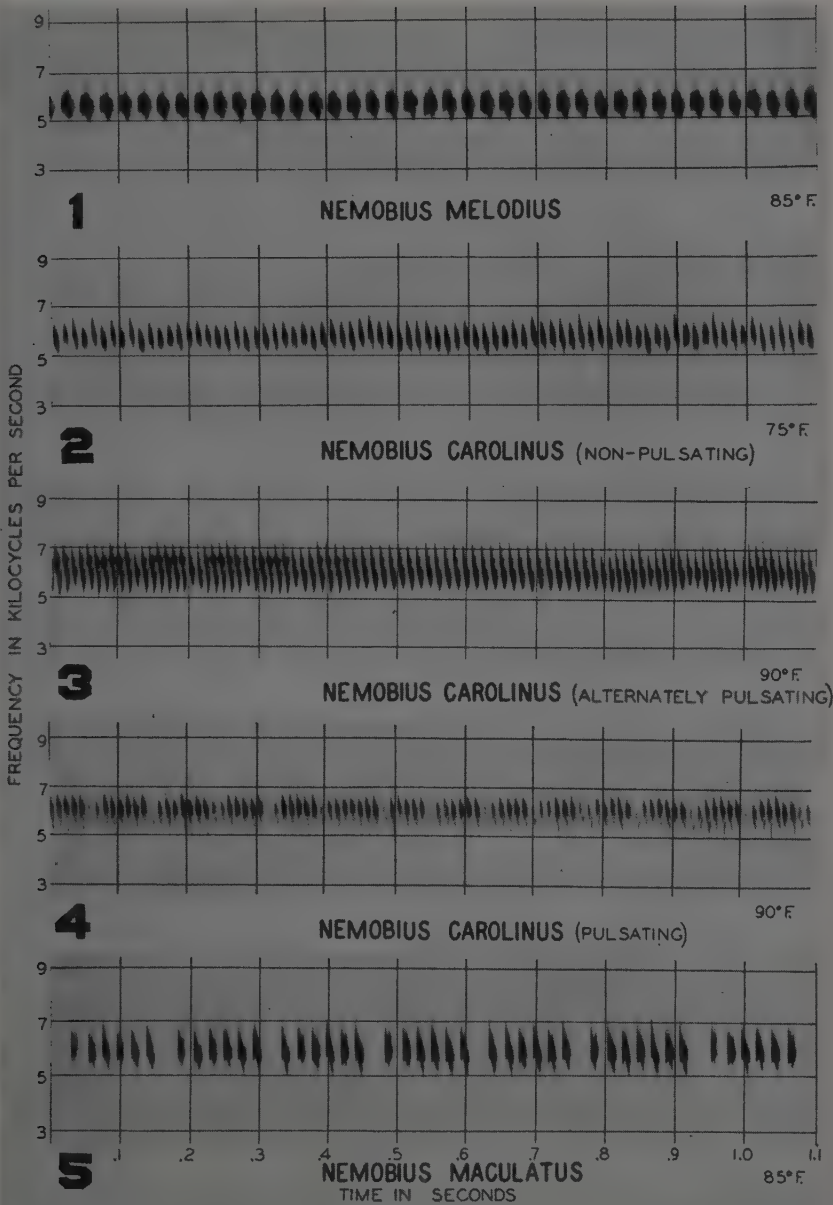 FREQUENCY IN KILOCYCLES PER SECOND
9
7
5
3
1
NEMOBIUS MELODIUS
85° F.
9
7
5
3
2
NEMOBIUS CAROLINUS (NON-PULSATING)
75° F.
9
7
5
3
3
NEMOBIUS CAROLINUS (ALTERNATELY PULSATING)
90° F.
9
7
5
3
4
NEMOBIUS CAROLINUS (PULSATING)
90° F.
9
7
5
3
.1 .2 .3 .4 .5 .6 .7 .8 .9 1.0 1.1
5
NEMOBIUS MACULATUS
85° F.
TIME IN SECONDS